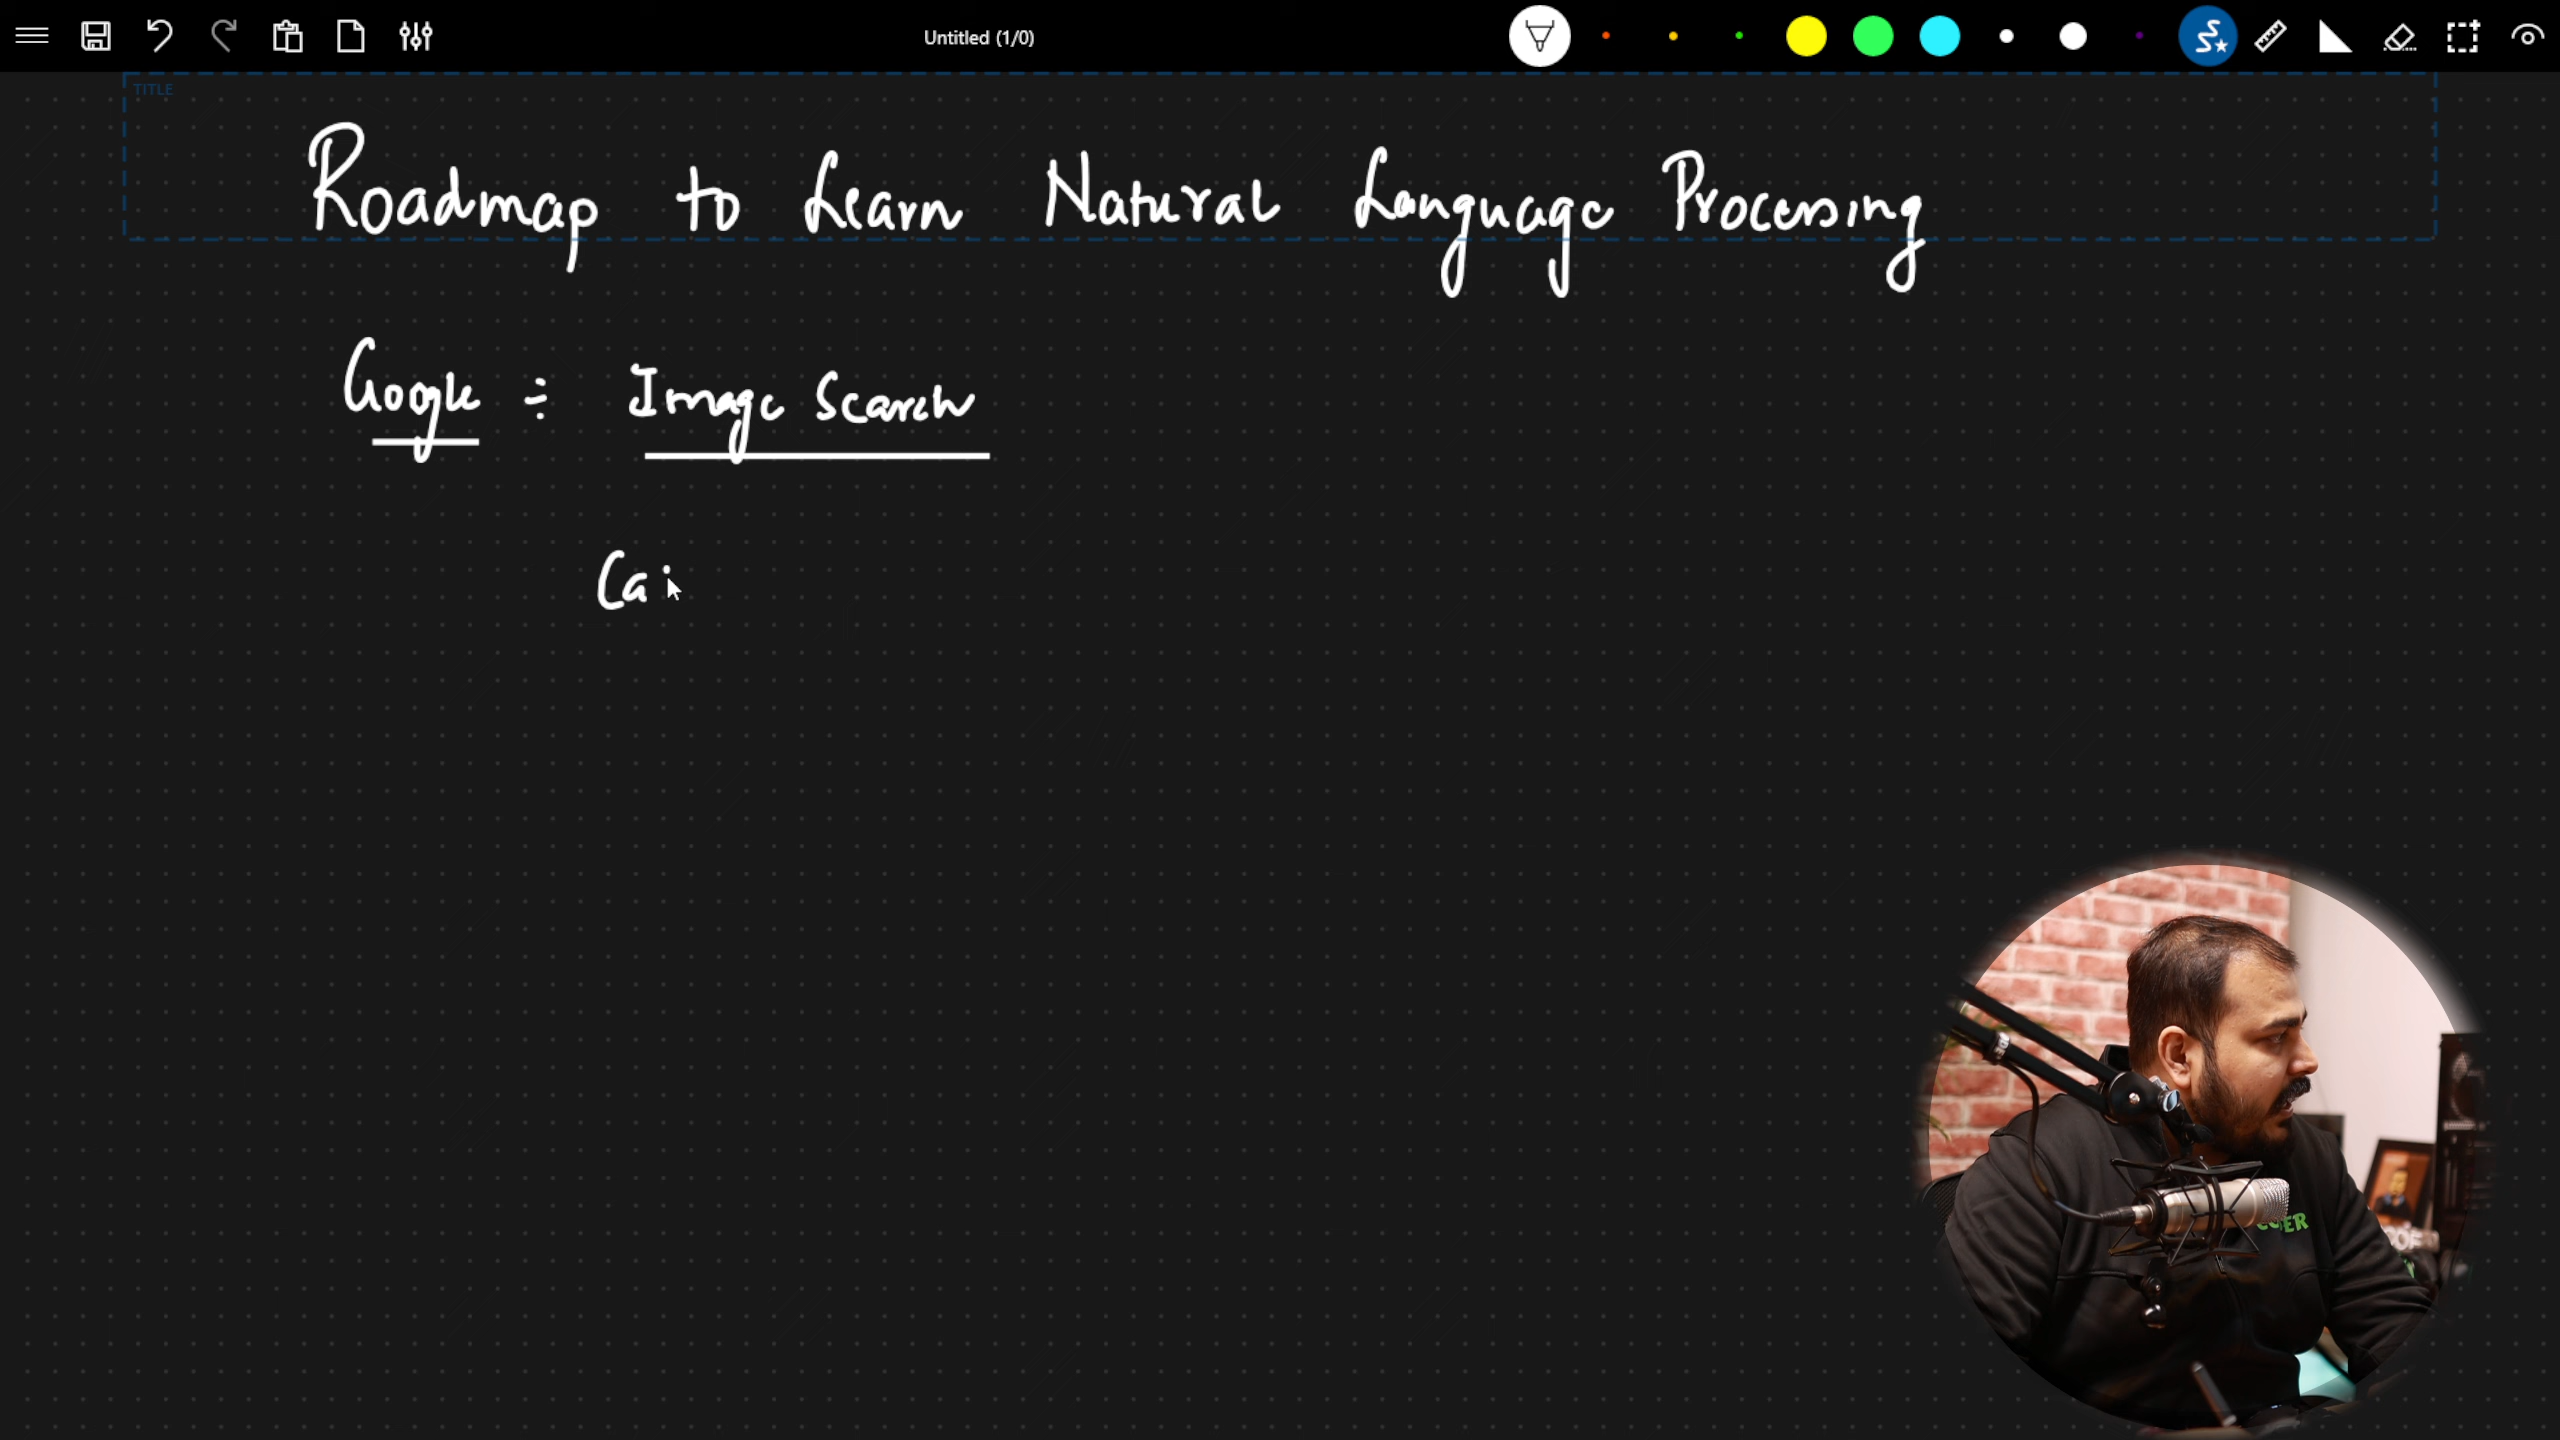 Untitled (1/0)
TITLE
Roadmap to Learn Natural Language Processing
Google ÷ Image Search
Ca